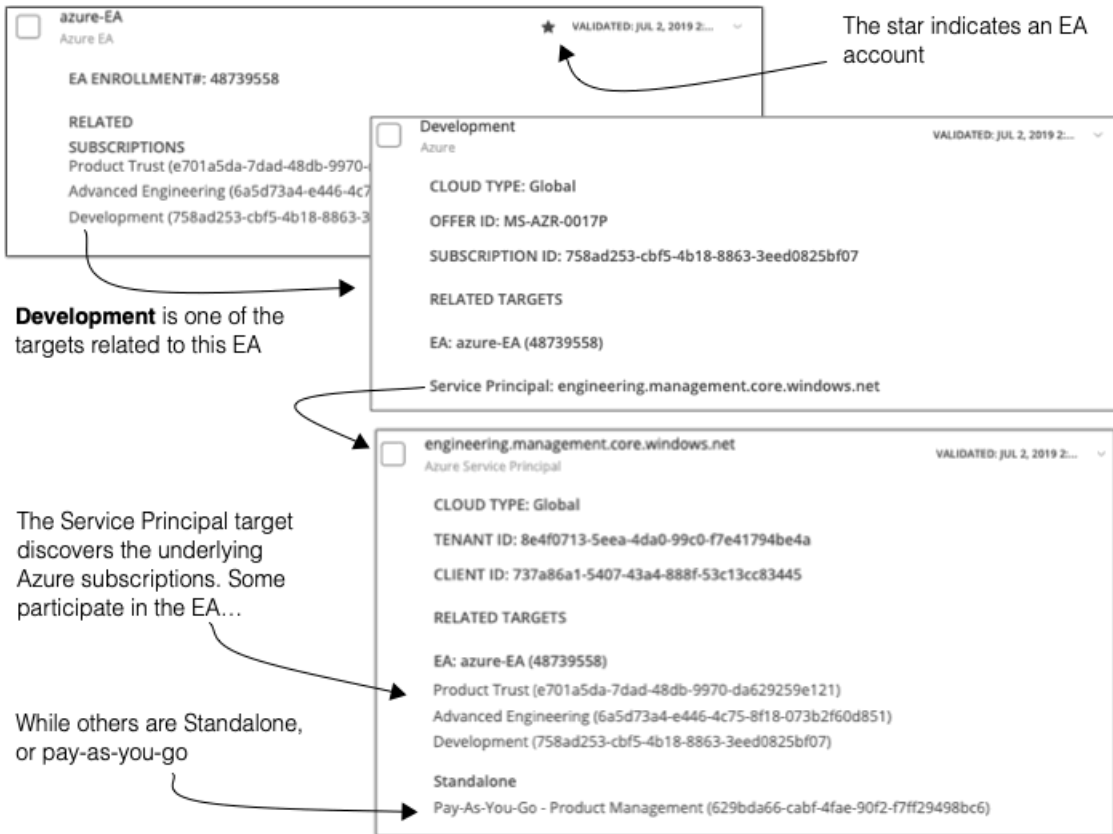 azure-EA
Azure EA
VALIDATED: JUL 2, 2019 2:...
The star indicates an EA
account
EA ENROLLMENT#: 48739558
RELATED
SUBSCRIPTIONS
Product Trust (e701a5da-7dad-48db-9970-
Advanced Engineering (6a5d73a4-e446-4c7
Development (758ad253-cbf5-4b18-8863-3
Development
Azure
VALIDATED: JUL 2, 2019 2:...
CLOUD TYPE: Global
OFFER ID: MS-AZR-0017P
SUBSCRIPTION ID: 758ad253-cbf5-4b18-8863-3eed0825bf07
RELATED TARGETS
EA: azure-EA (48739558)
Service Principal: engineering.management.core.windows.net
Development is one of the
targets related to this EA
engineering.management.core.windows.net
Azure Service Principal
VALIDATED: JUL 2, 2019 2:...
CLOUD TYPE: Global
TENANT ID: 8e4f0713-5eea-4da0-99c0-f7e41794be4a
CLIENT ID: 737a86a1-5407-43a4-888f-53c13cc83445
RELATED TARGETS
EA: azure-EA (48739558)
Product Trust (e701a5da-7dad-48db-9970-da629259e121)
Advanced Engineering (6a5d73a4-e446-4c75-8f18-073b2f60d851)
Development (758ad253-cbf5-4b18-8863-3eed0825bf07)
Standalone
Pay-As-You-Go - Product Management (629bda66-cabf-4fae-90f2-f7ff29498bc6)
The Service Principal target
discovers the underlying
Azure subscriptions. Some
participate in the EA…
While others are Standalone,
or pay-as-you-go